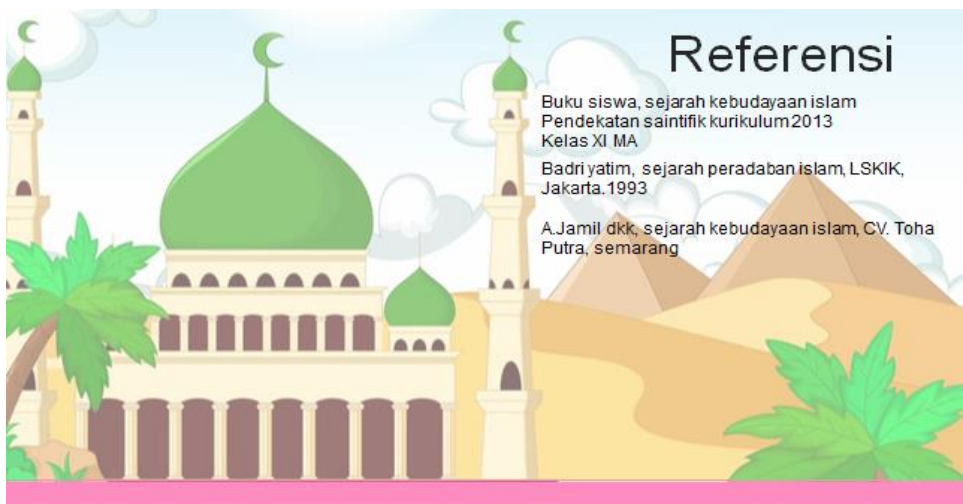 Referensi
Buku siswa, sejarah kebudayaan islam
Pendekatan saintifik kurikulum 2013
Kelas XI MA
Badri yatim, sejarah peradaban islam, LSKIK,
Jakarta.1993
A.Jamil dkk, sejarah kebudayaan islam, CV. Toha
Putra, semarang